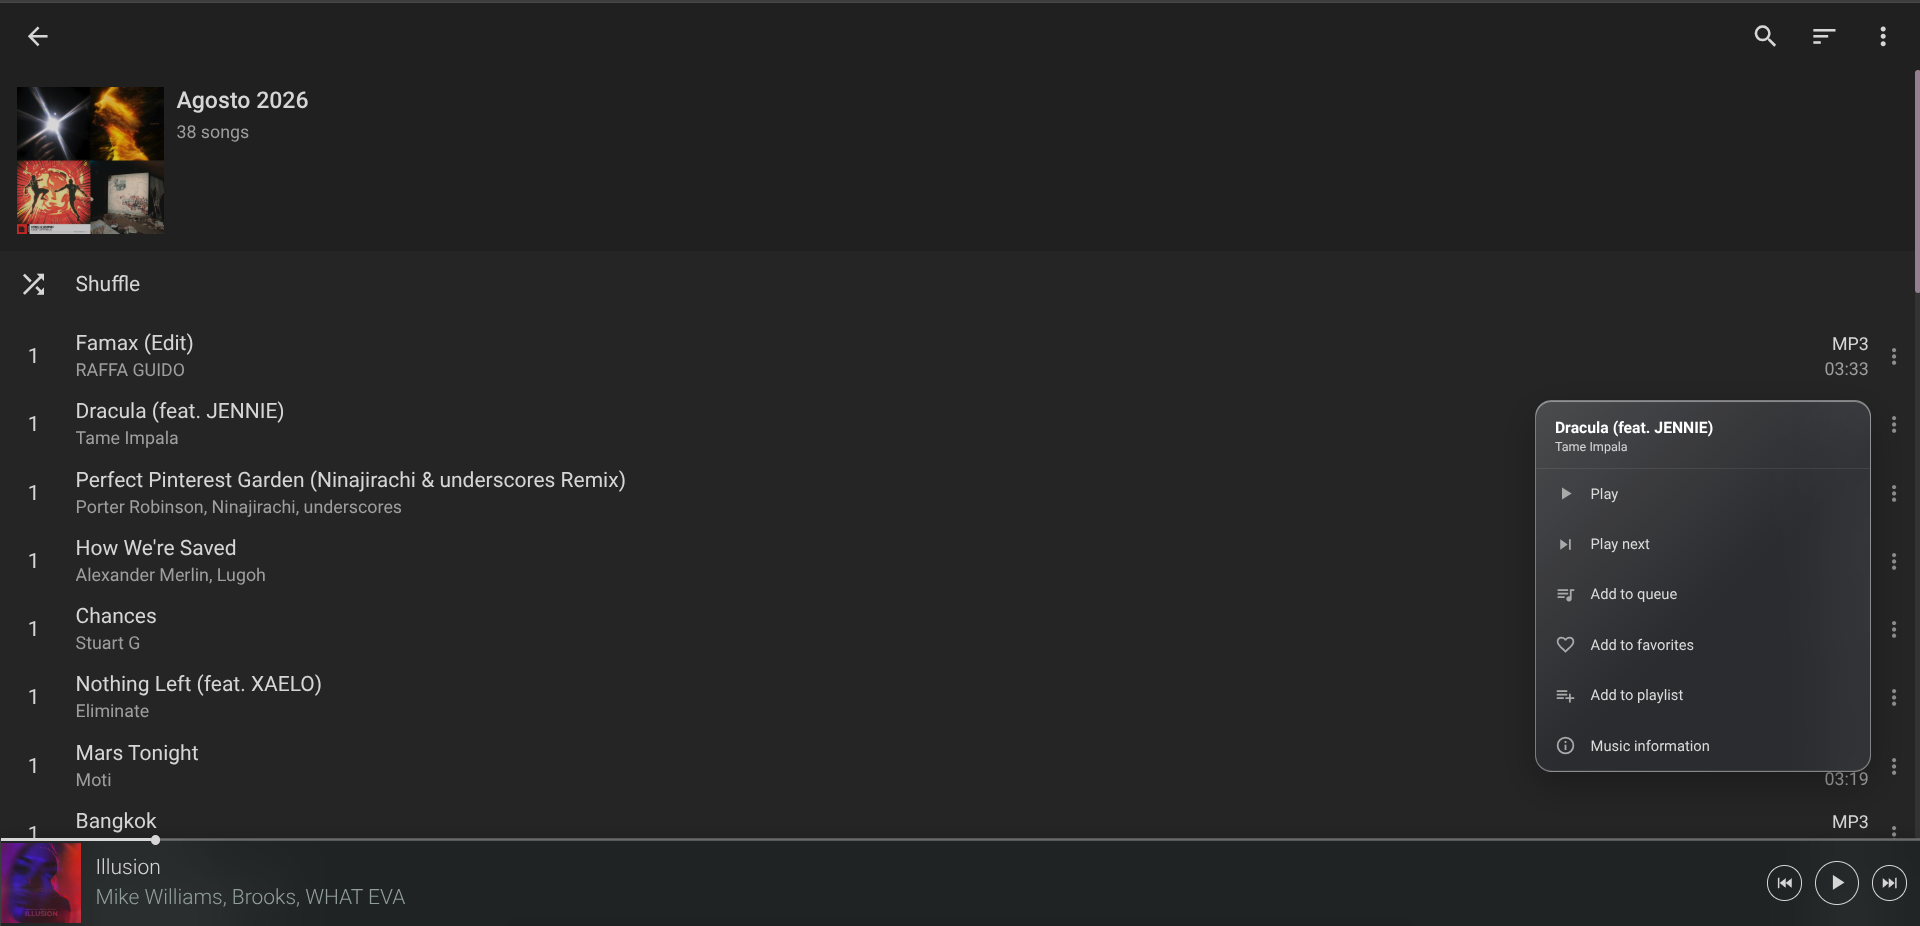 Agosto 2026
38 songs
Shuffle
1
Famax (Edit)
RAFFA GUIDO
MP3
03:33
1
Dracula (feat. JENNIE)
Tame Impala
1
Perfect Pinterest Garden (Ninajirachi & underscores Remix)
Porter Robinson, Ninajirachi, underscores
1
How We're Saved
Alexander Merlin, Lugoh
1
Chances
Stuart G
1
Nothing Left (feat. XAELO)
Eliminate
1
Mars Tonight
Moti
03:19
1
Bangkok
MP3
Dracula (feat. JENNIE)
Tame Impala
Play
Play next
Add to queue
Add to favorites
Add to playlist
Music information
ILLUSION
Illusion
Mike Williams, Brooks, WHAT EVA